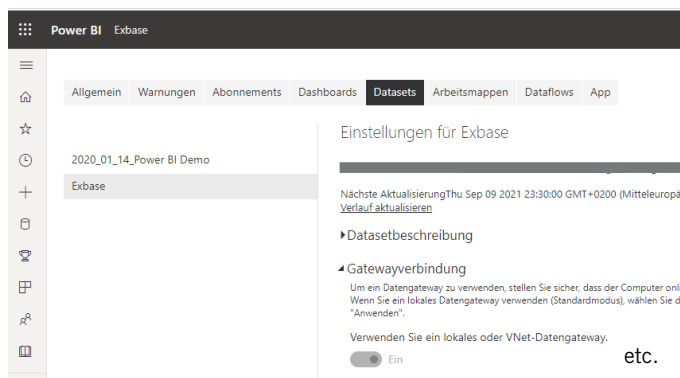 Power BI Exbase
Allgemein Warnungen Abonnements Dashboards Datasets Arbeitsmappen Dataflows App
Einstellungen für Exbase
2020_01_14_Power BI Demo
Exbase
Nächste AktualisierungThu Sep 09 2021 23:30:00 GMT+0200 (Mitteleuropä
Verlauf aktualisieren
Datasetbeschreibung
Gatewayverbindung
Um ein Datengateway zu verwenden, stellen Sie sicher, dass der Computer onli
Wenn Sie ein lokales Datengateway verwenden (Standardmodus), wählen Sie d
"Anwenden".
Verwenden Sie ein lokales oder VNet-Datengateway.
Ein
etc.